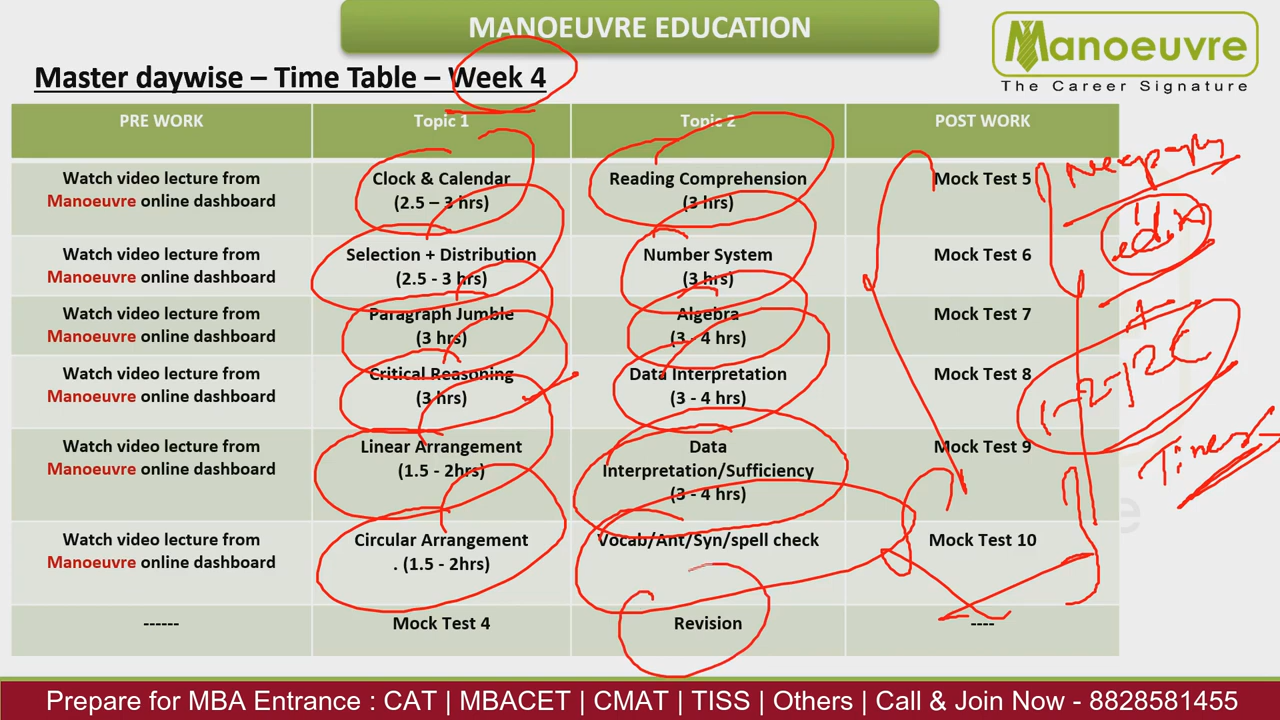 MANOEUVRE EDUCATION
Manoeuvre
The Career Signature
Master daywise – Time Table – Week 4
PRE WORK
Topic 1
Topic 2
POST WORK
Watch video lecture from
Manoeuvre online dashboard
Clock & Calendar
(2.5 – 3 hrs)
Reading Comprehension
(3 hrs)
Mock Test 5
Watch video lecture from
Manoeuvre online dashboard
Selection + Distribution
(2.5 - 3 hrs)
Number System
(3 hrs)
Mock Test 6
Watch video lecture from
Manoeuvre online dashboard
Paragraph Jumble
(3 hrs)
Algebra
(3 - 4 hrs)
Mock Test 7
Watch video lecture from
Manoeuvre online dashboard
Critical Reasoning
(3 hrs)
Data Interpretation
(3 - 4 hrs)
Mock Test 8
Watch video lecture from
Manoeuvre online dashboard
Linear Arrangement
(1.5 - 2hrs)
Data
Interpretation/Sufficiency
(3 - 4 hrs)
Mock Test 9
Watch video lecture from
Manoeuvre online dashboard
Circular Arrangement
. (1.5 - 2hrs)
Vocab/Ant/Syn/spell check
Mock Test 10
------
Mock Test 4
Revision
----
Prepare for MBA Entrance : CAT | MBACET | CMAT | TISS | Others | Call & Join Now - 8828581455